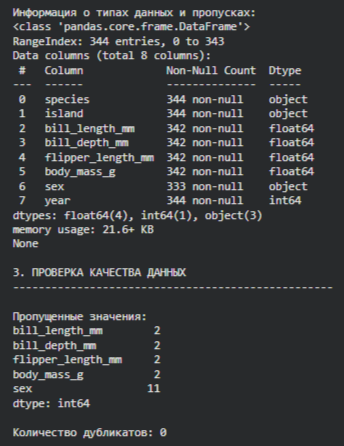 Информация о типах данных и пропусках:
<class 'pandas.core.frame.DataFrame'>
RangeIndex: 344 entries, 0 to 343
Data columns (total 8 columns):
 #   Column             Non-Null Count  Dtype
---  ------             --------------  -----
 0   species            344 non-null    object
 1   island             344 non-null    object
 2   bill_length_mm     342 non-null    float64
 3   bill_depth_mm      342 non-null    float64
 4   flipper_length_mm  342 non-null    float64
 5   body_mass_g        342 non-null    float64
 6   sex                333 non-null    object
 7   year               344 non-null    int64
dtypes: float64(4), int64(1), object(3)
memory usage: 21.6+ KB
None
3. ПРОВЕРКА КАЧЕСТВА ДАННЫХ
--------------------------------------------------
Пропущенные значения:
bill_length_mm        2
bill_depth_mm         2
flipper_length_mm     2
body_mass_g           2
sex                  11
dtype: int64
Количество дубликатов: 0